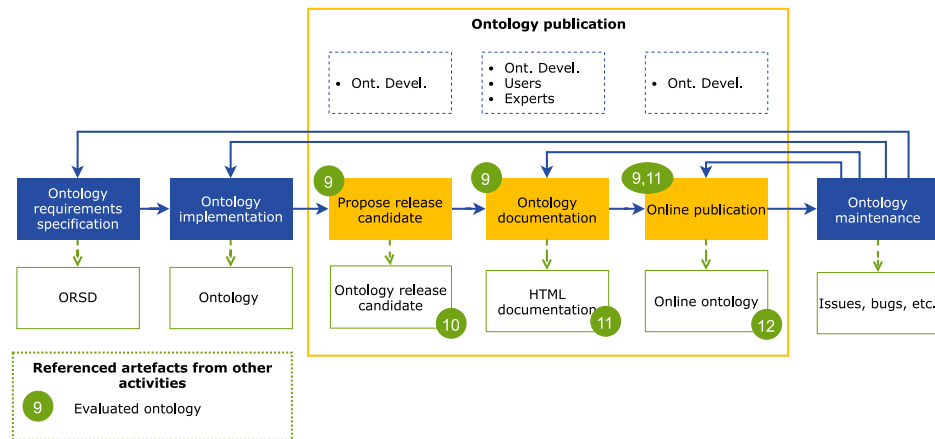 Ontology publication
• Ont. Devel.
• Ont. Devel.
• Users
• Experts
• Ont. Devel.
9
9
9,11
Ontology
requirements
specification
Ontology
implementation
Propose release
candidate
Ontology
documentation
Online publication
Ontology
maintenance
ORSD
Ontology
Ontology release
candidate
10
HTML
documentation
11
Online ontology
12
Issues, bugs, etc.
Referenced artefacts from other
activities
9
Evaluated ontology